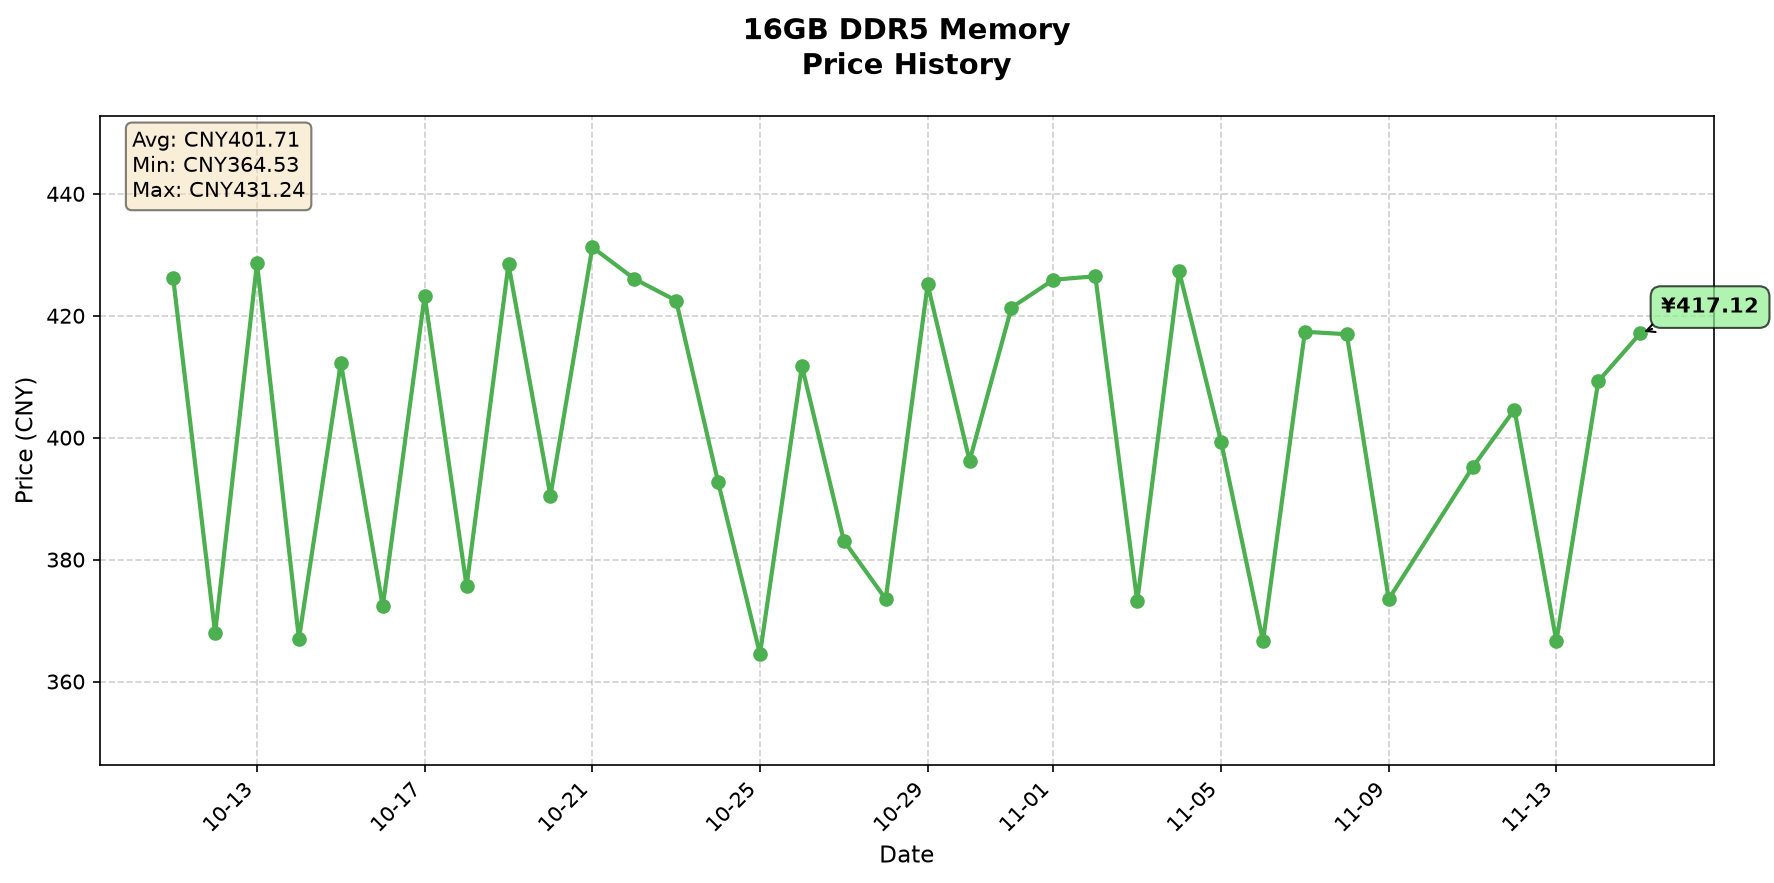 16GB DDR5 Memory
Price History
Avg: CNY401.71
Min: CNY364.53
Max: CNY431.24
¥417.12
Price (CNY)
440
420
400
380
360
10-13
10-17
10-21
10-25
10-29
11-01
11-05
11-09
11-13
Date